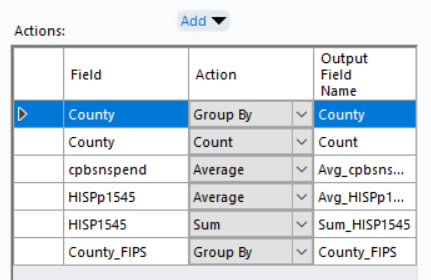 Add
Actions:
Field Action Output Field Name
County Group By County
County Count Count
cpbsnspend Average Avg_cpbsns...
HISPp1545 Average Avg_HISPp1...
HISP1545 Sum Sum_HISP1545
County_FIPS Group By County_FIPS